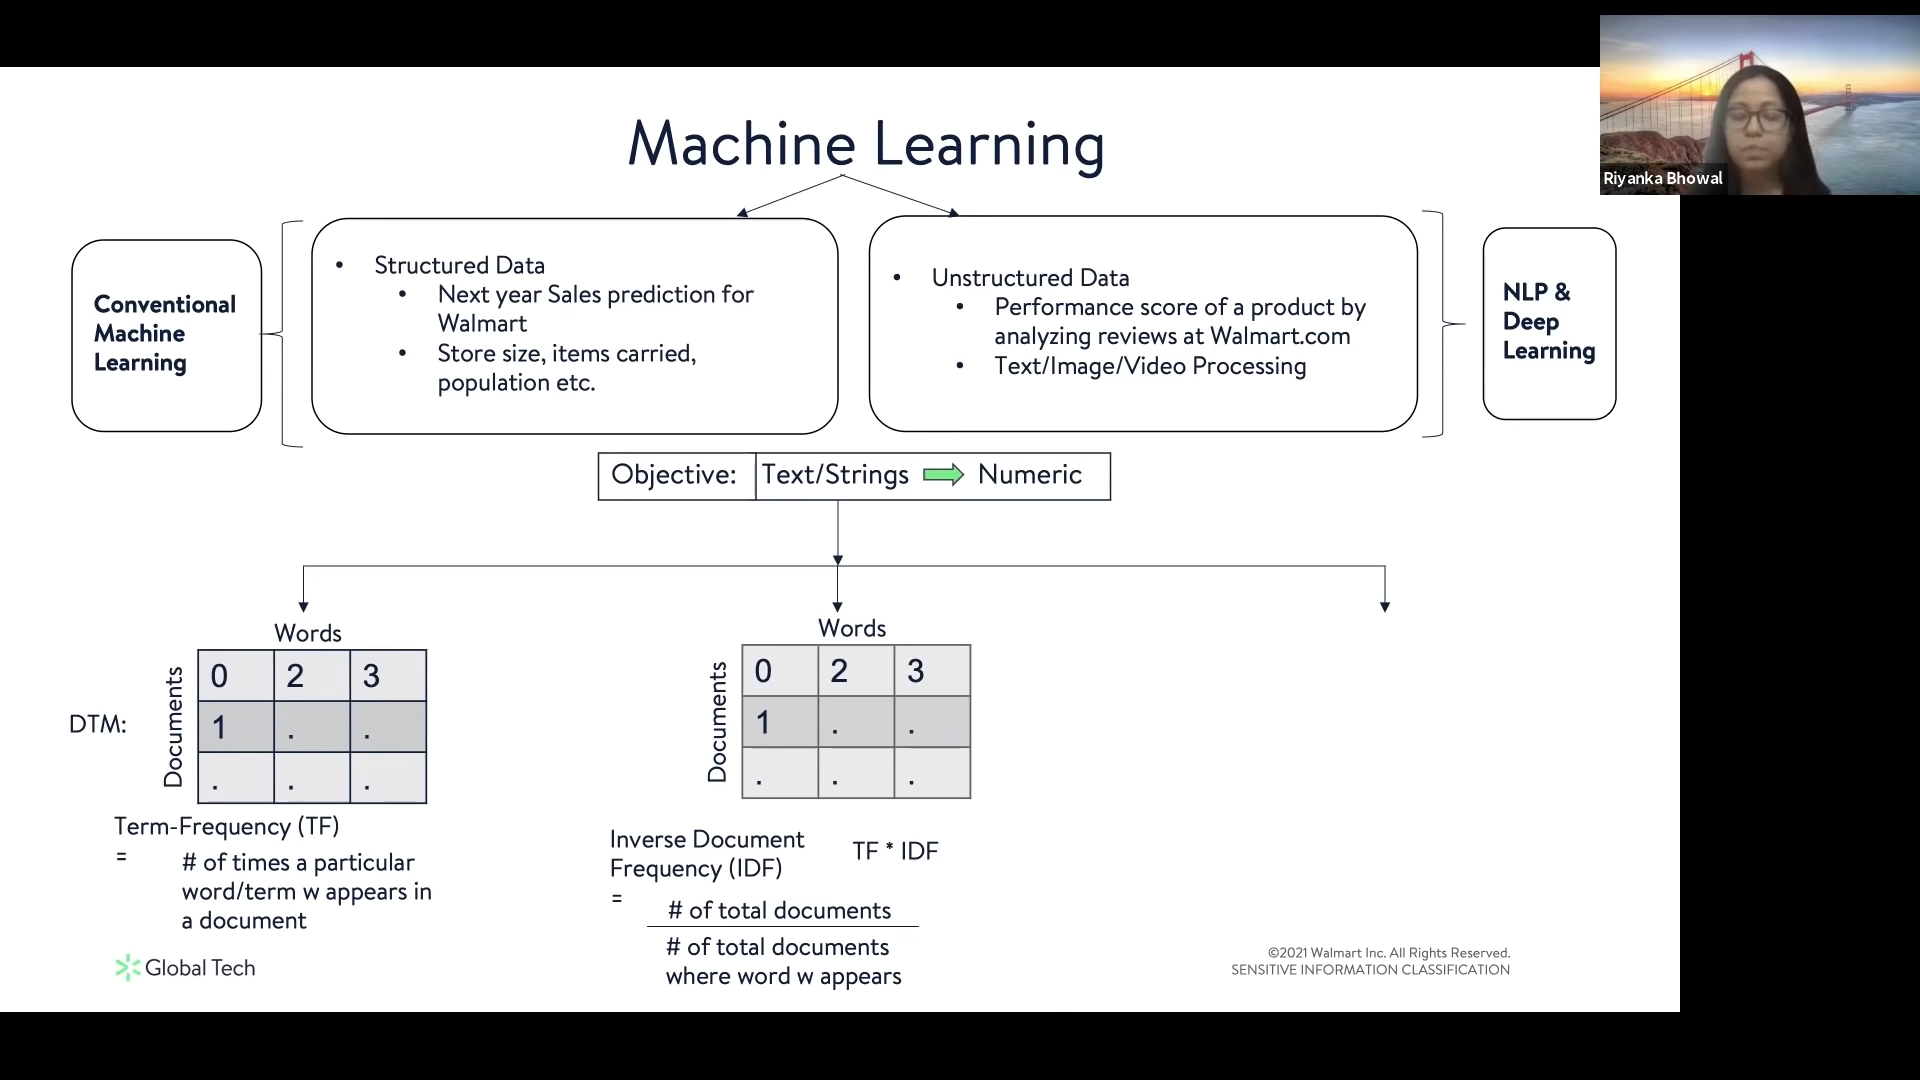 Machine Learning
Riyanka Bhowal
Conventional
Machine
Learning
• Structured Data
• Next year Sales prediction for
Walmart
• Store size, items carried,
population etc.
• Unstructured Data
• Performance score of a product by
analyzing reviews at Walmart.com
• Text/Image/Video Processing
NLP &
Deep
Learning
Objective: Text/Strings Numeric
Words
Documents
DTM:
0 2 3
1 . .
. . .
Term-Frequency (TF)
=
# of times a particular
word/term w appears in
a document
Words
Documents
0 2 3
1 . .
. . .
Inverse Document
Frequency (IDF)
TF * IDF
=
# of total documents
# of total documents
where word w appears
Global Tech
©2021 Walmart Inc. All Rights Reserved.
SENSITIVE INFORMATION CLASSIFICATION